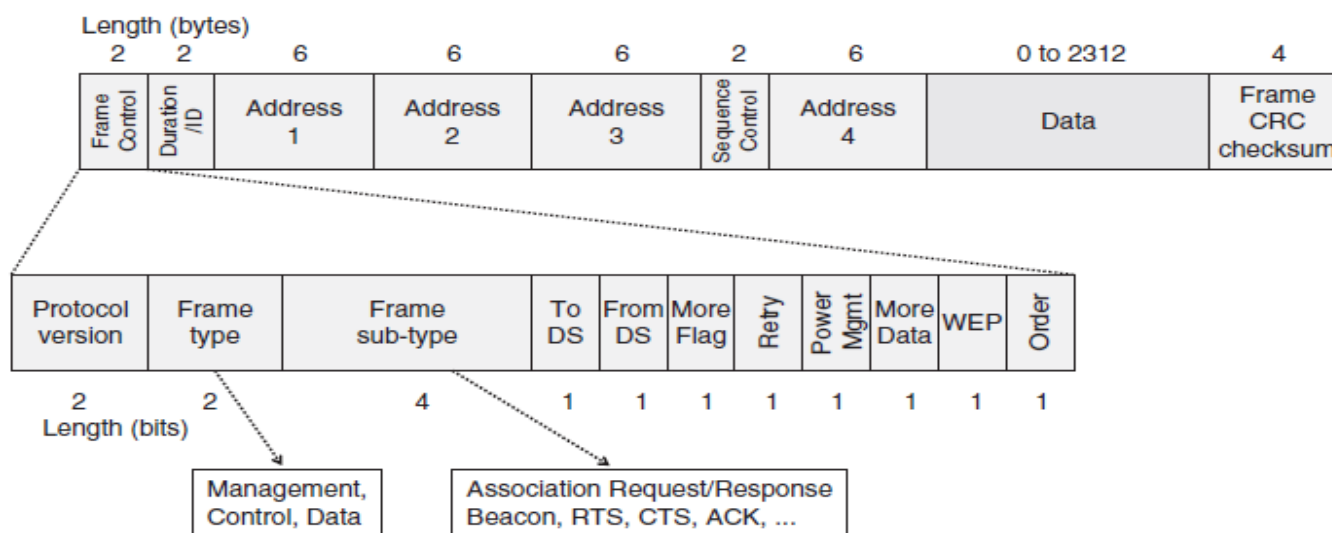 Length (bytes)
2 2 6 6 6 2 6 0 to 2312 4
Frame
Control
Duration
/ID
Address
1
Address
2
Address
3
Sequence
Control
Address
4
Data
Frame
CRC
checksum
Protocol
version
Frame
type
Frame
sub-type
To
DS
From
DS
More
Flag
Retry
Power
Mgmt
More
Data
WEP
Order
2 2 4 1 1 1 1 1 1 1 1
Length (bits)
Management,
Control, Data
Association Request/Response
Beacon, RTS, CTS, ACK, ...